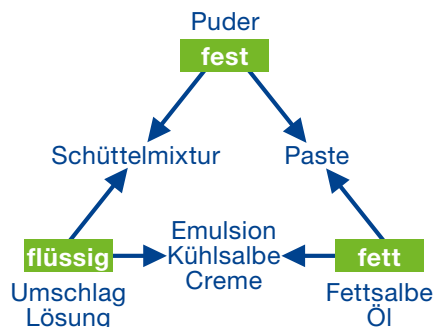 Puder
fest
Schüttelmixtur
Paste
Emulsion
Kühlsalbe
Creme
flüssig
fett
Umschlag
Lösung
Fettsalbe
Öl